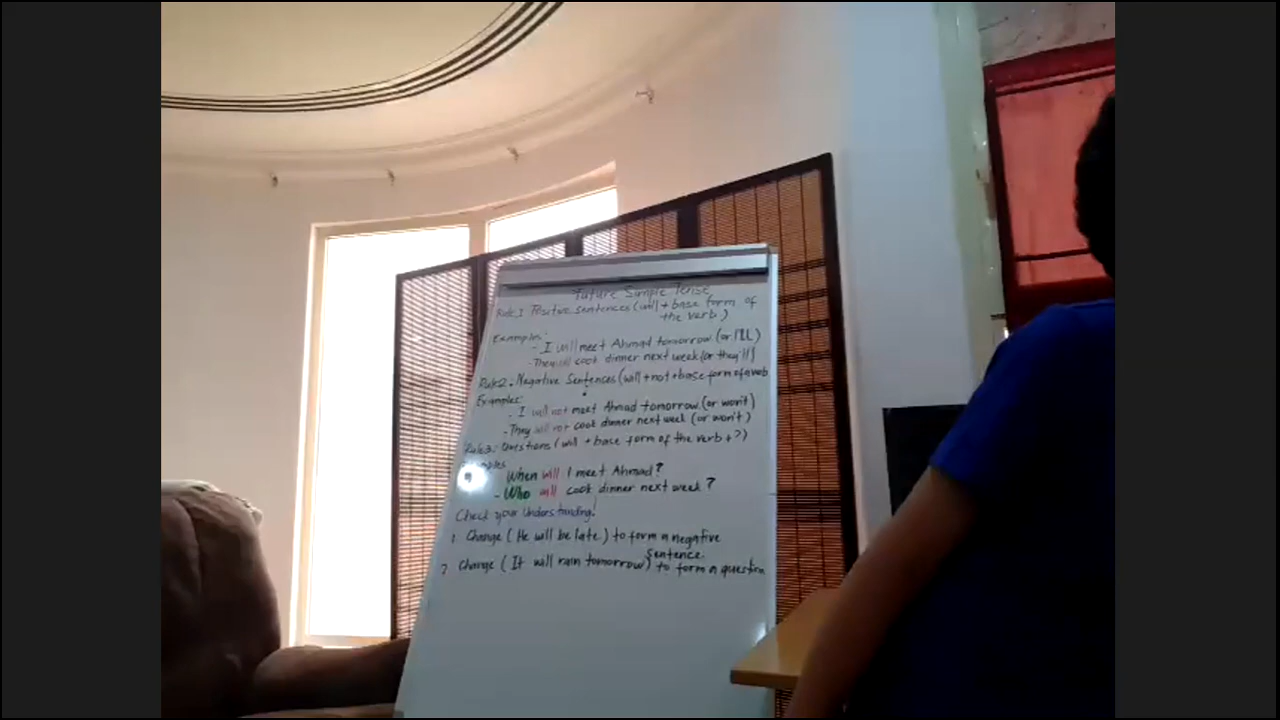 Future Simple Tense
Rule.1 Positive sentences (will + base form of
the verb)
Examples:
- I will meet Ahmad tomorrow (or I'LL)
- They will cook dinner next week (or they'll)
Rule2. Negative Sentences (will + not + base form of verb
Examples:
- I will not meet Ahmad tomorrow (or won't)
- They will not cook dinner next week (or won't)
Rule3: Questions (will + base form of the verb + ?)
When will I meet Ahmad?
- Who will cook dinner next week?
Check your Understanding!
1. Change (He will be late) to form a negative
Sentence.
2 Change (It will rain tomorrow) to form a question